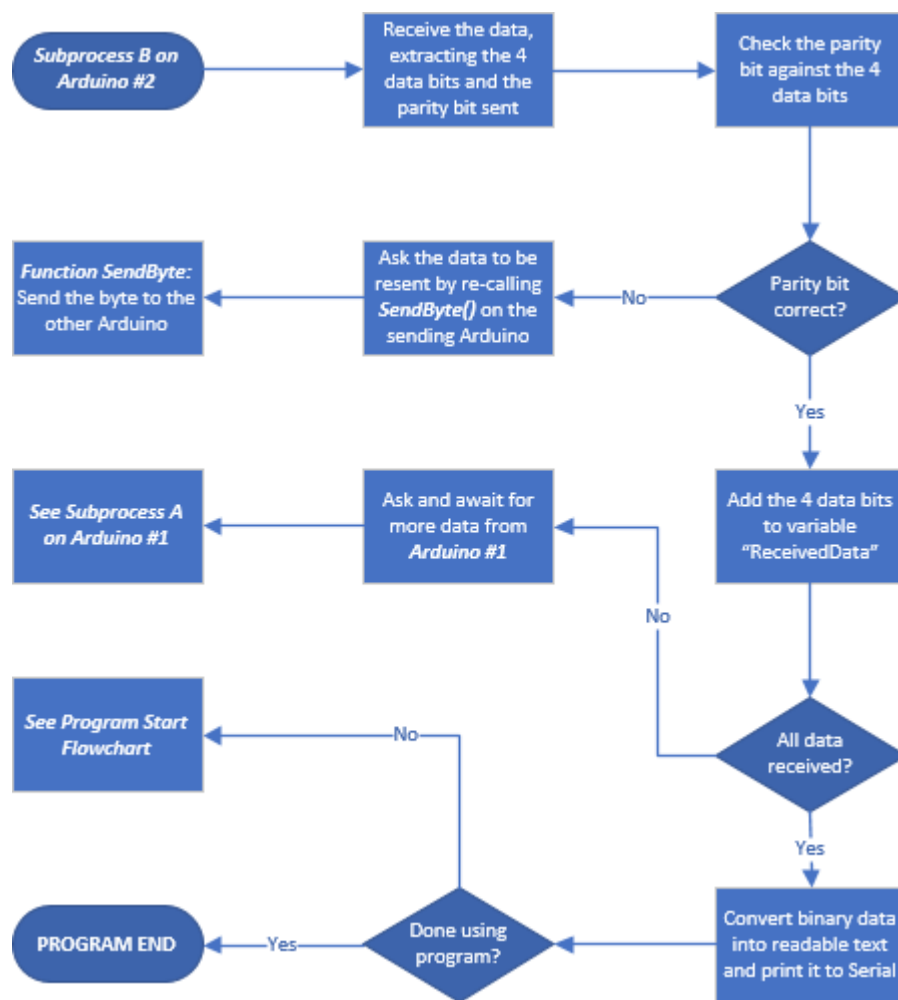 Subprocess B on
Arduino #2
Receive the data,
extracting the 4
data bits and the
parity bit sent
Check the parity
bit against the 4
data bits
Function SendByte:
Send the byte to the
other Arduino
Ask the data to be
resent by re-calling
SendByte() on the
sending Arduino
No
Parity bit
correct?
Yes
See Subprocess A
on Arduino #1
Ask and await for
more data from
Arduino #1
Add the 4 data bits
to variable
“ReceivedData”
No
See Program Start
Flowchart
No
All data
received?
Yes
PROGRAM END
Yes
Done using
program?
Convert binary data
into readable text
and print it to Serial